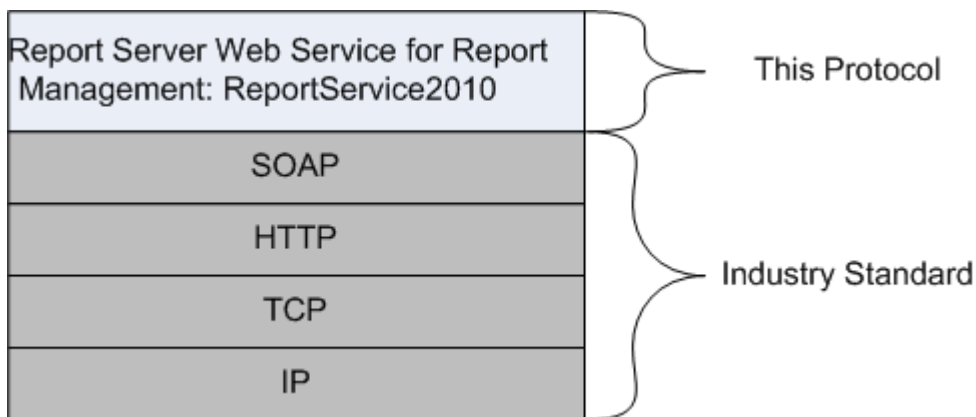 Report Server Web Service for Report
Management: ReportService2010
This Protocol
SOAP
HTTP
TCP
IP
Industry Standard